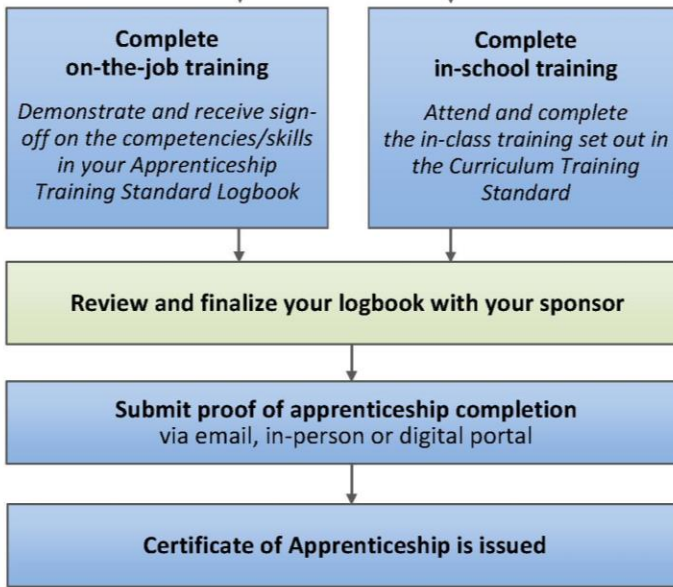 Complete
on-the-job training
Demonstrate and receive sign-
off on the competencies/skills
in your Apprenticeship
Training Standard Logbook
Complete
in-school training
Attend and complete
the in-class training set out in
the Curriculum Training
Standard
Review and finalize your logbook with your sponsor
Submit proof of apprenticeship completion
via email, in-person or digital portal
Certificate of Apprenticeship is issued